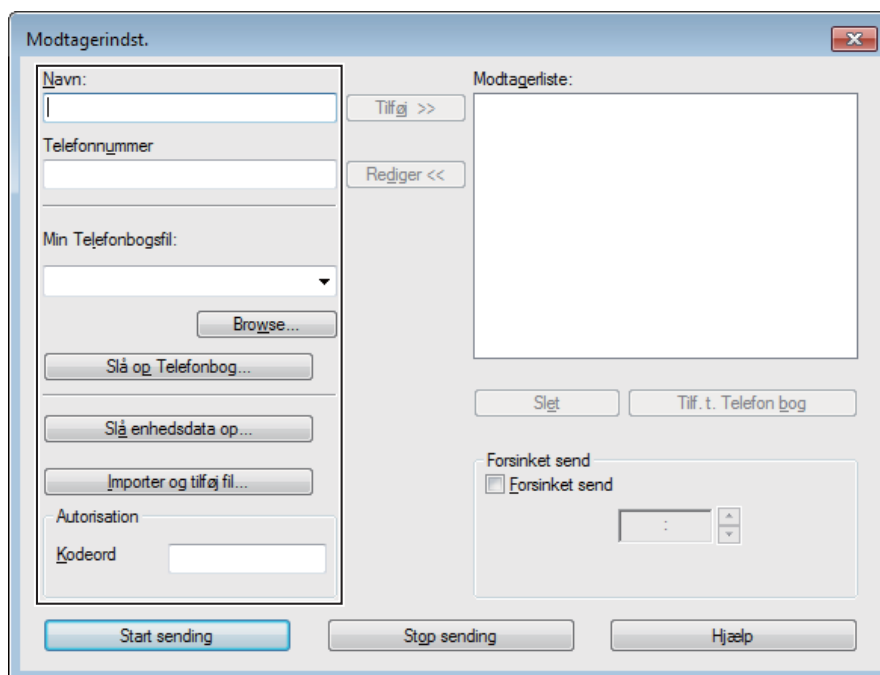 Modtagerindst.
Navn:
Tilføj >>
Telefonnummer
Rediger <<
Min Telefonbogsfil:
Browse...
Slå op Telefonbog...
Slå enhedsdata op...
Importer og tilføj fil...
Autorisation
Kodeord
Modtagerliste:
Slet
Tilf. t. Telefon bog
Forsinket send
Forsinket send
:
Start sending
Stop sending
Hjælp